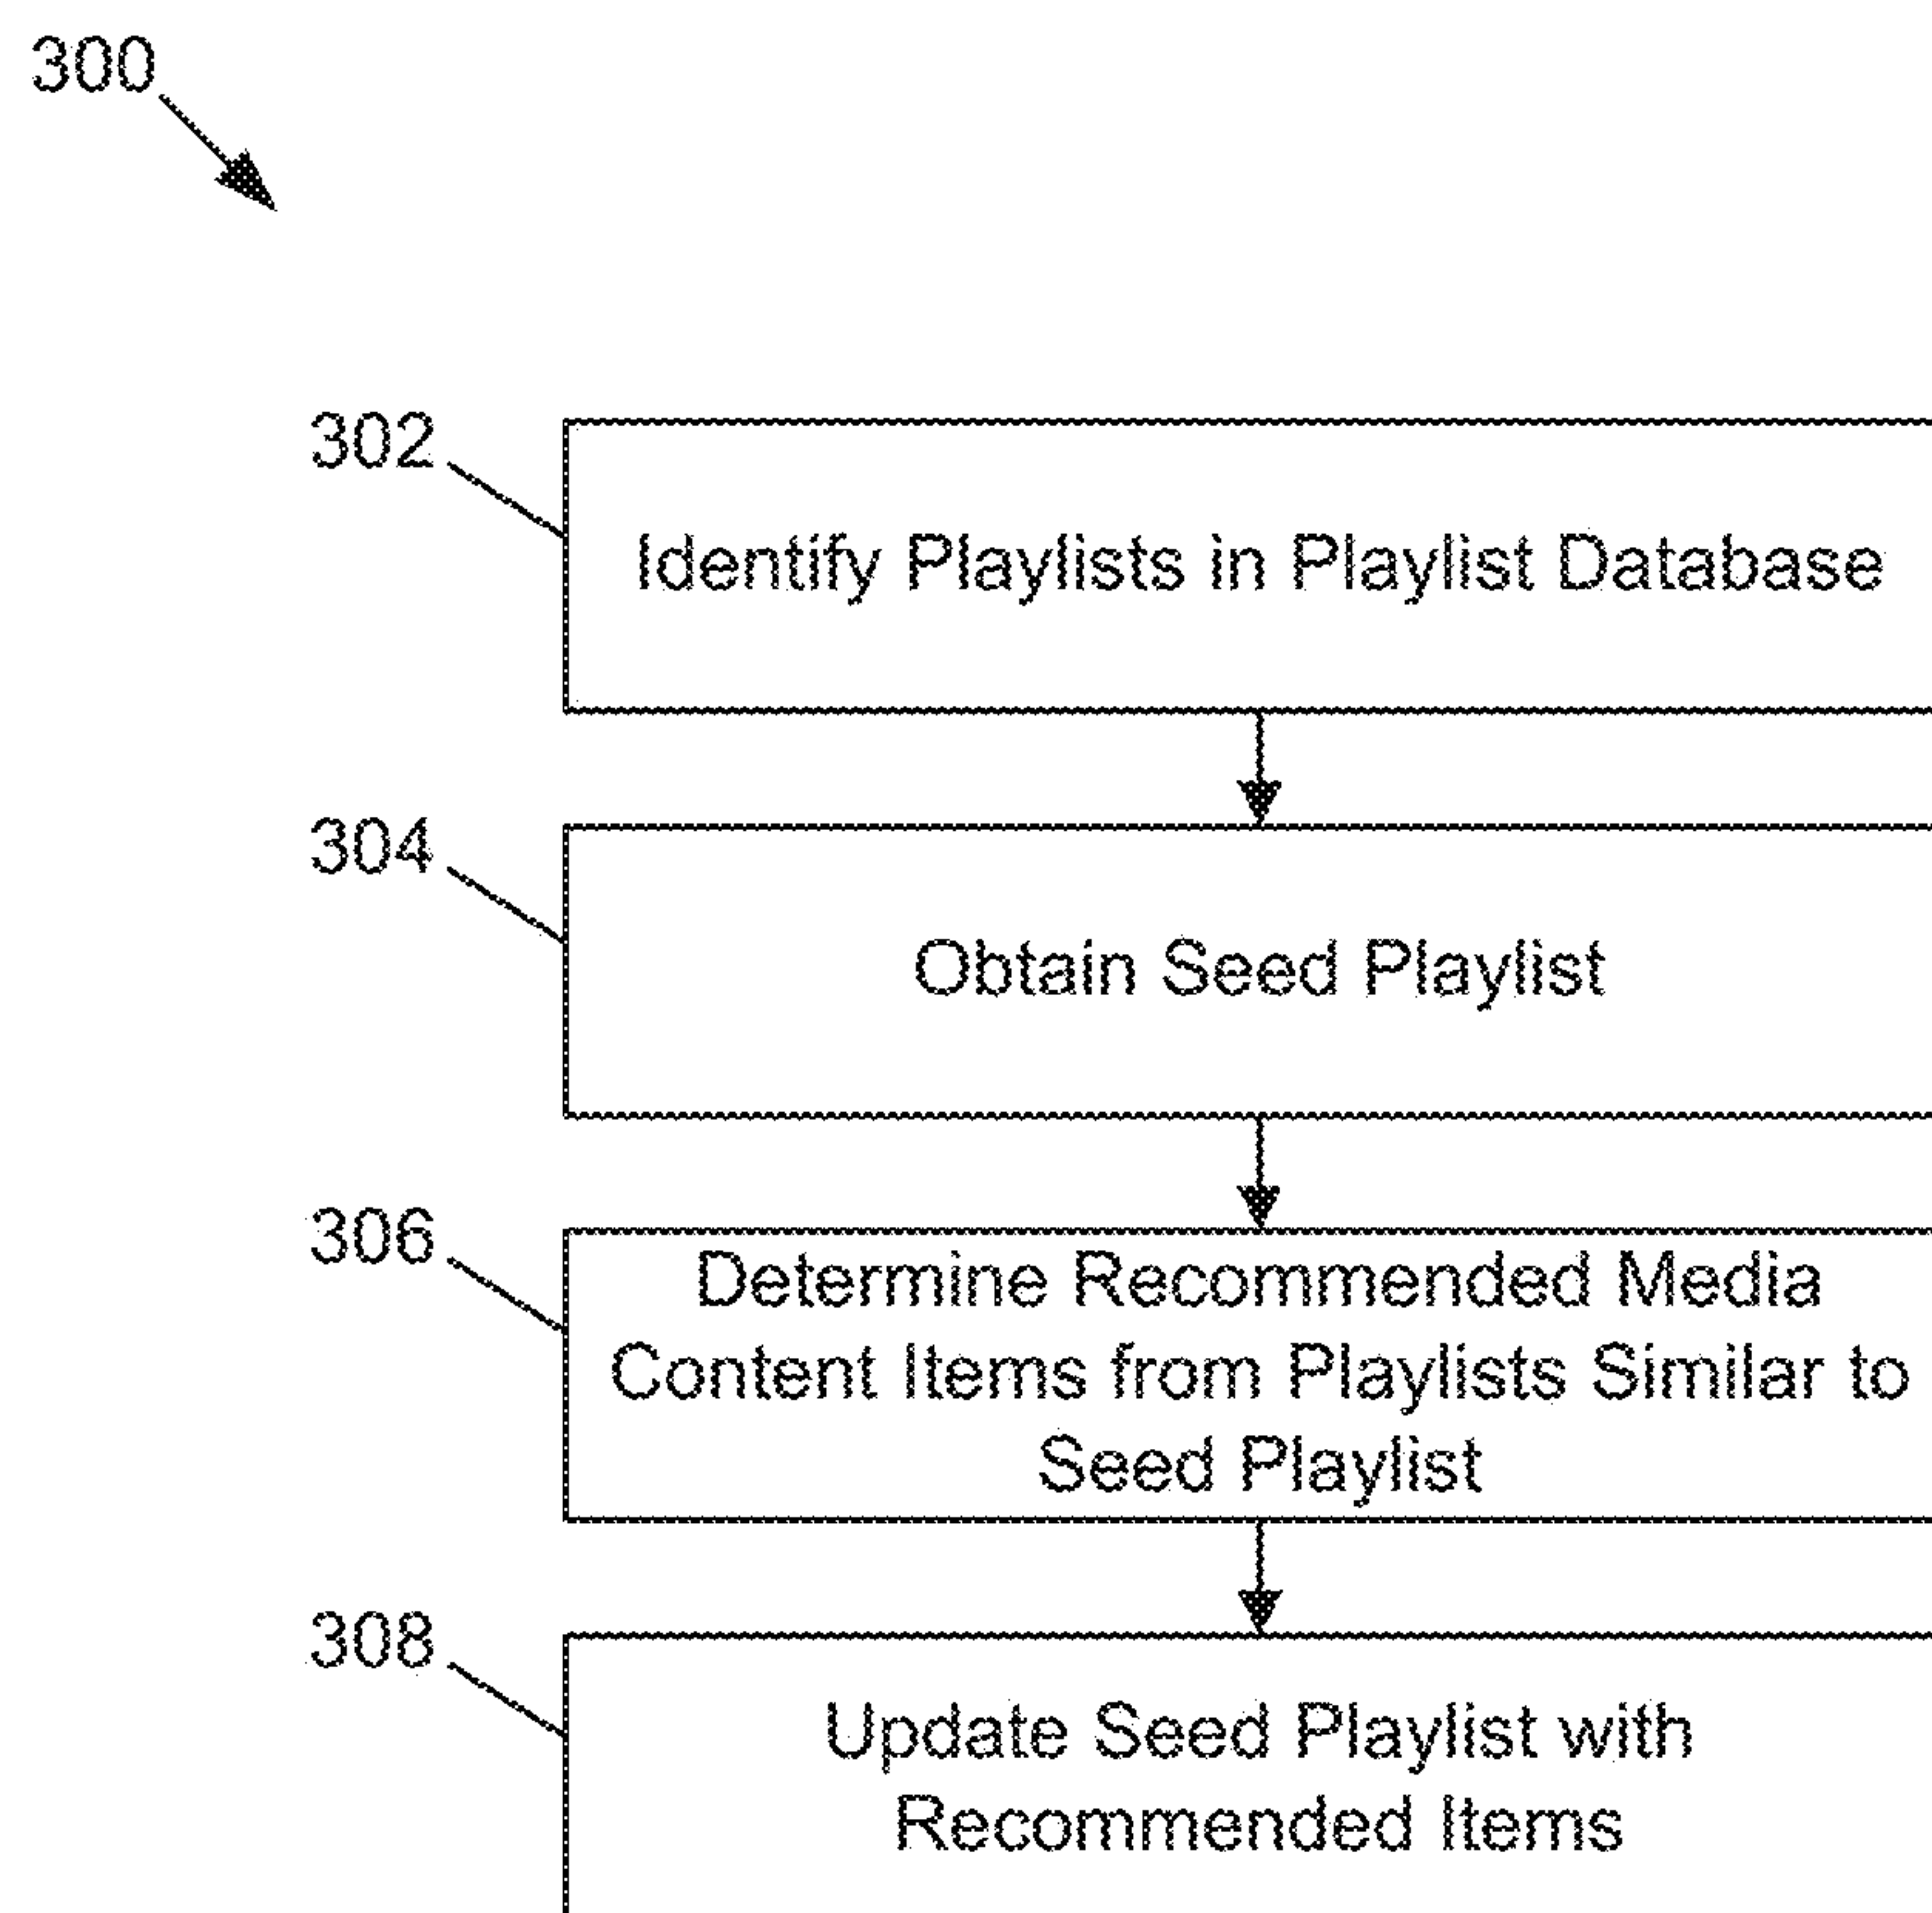 300
302
Identify Playlists in Playlist Database
304
Obtain Seed Playlist
306
Determine Recommended Media
Content Items from Playlists Similar to
Seed Playlist
308
Update Seed Playlist with
Recommended Items